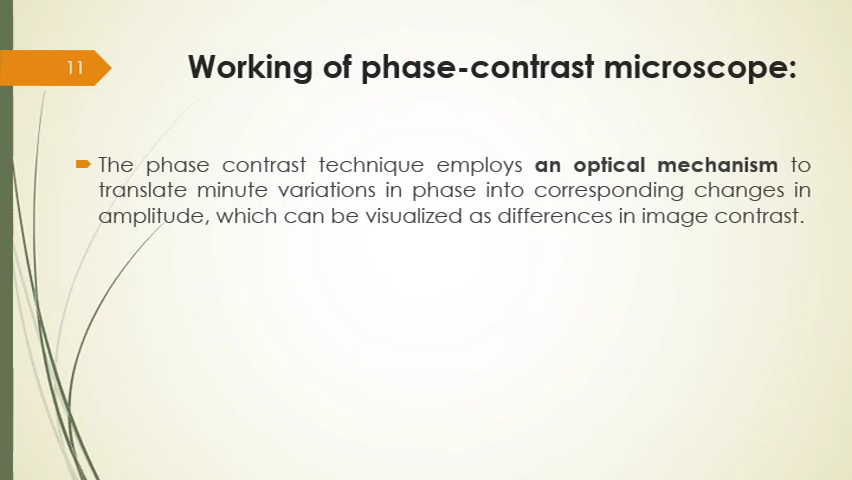 11
Working of phase-contrast microscope:
The phase contrast technique employs an optical mechanism to
translate minute variations in phase into corresponding changes in
amplitude, which can be visualized as differences in image contrast.